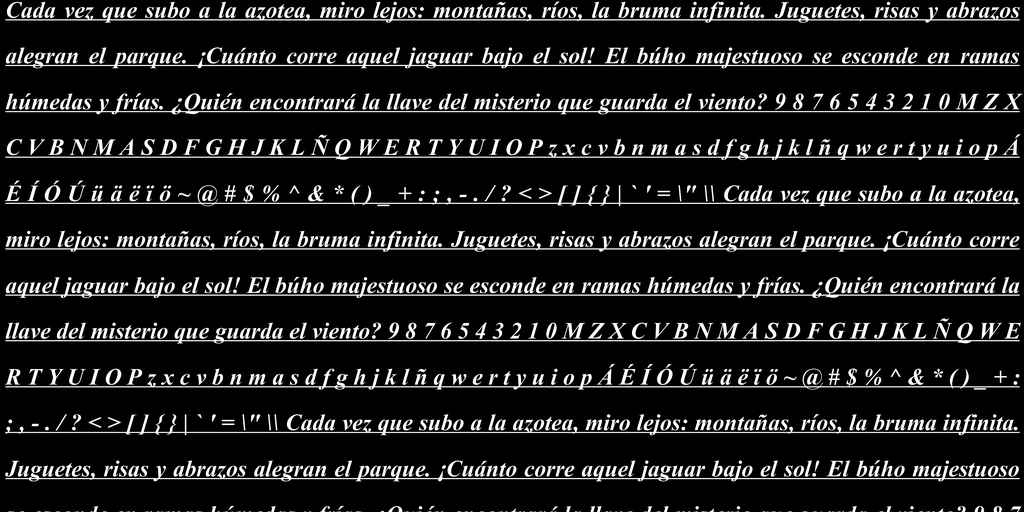 Cada vez que subo a la azotea, miro lejos: montañas, ríos, la bruma infinita. Juguetes, risas y abrazos
alegran el parque. ¡Cuánto corre aquel jaguar bajo el sol! El búho majestuoso se esconde en ramas
húmedas y frías. ¿Quién encontrará la llave del misterio que guarda el viento? 9 8 7 6 5 4 3 2 1 0 M Z X
C V B N M A S D F G H J K L Ñ Q W E R T Y U I O P z x c v b n m a s d f g h j k l ñ q w e r t y u i o p Á
É Í Ó Ú ü ä ë ï ö ~ @ # $ % ^ & * ( ) _ + : ; , - . / ? < > [ ] { } | ` ' = \" \\ Cada vez que subo a la azotea,
miro lejos: montañas, ríos, la bruma infinita. Juguetes, risas y abrazos alegran el parque. ¡Cuánto corre
aquel jaguar bajo el sol! El búho majestuoso se esconde en ramas húmedas y frías. ¿Quién encontrará la
llave del misterio que guarda el viento? 9 8 7 6 5 4 3 2 1 0 M Z X C V B N M A S D F G H J K L Ñ Q W E
R T Y U I O P z x c v b n m a s d f g h j k l ñ q w e r t y u i o p Á É Í Ó Ú ü ä ë ï ö ~ @ # $ % ^ & * ( ) _ + :
; , - . / ? < > [ ] { } | ` ' = \" \\ Cada vez que subo a la azotea, miro lejos: montañas, ríos, la bruma infinita.
Juguetes, risas y abrazos alegran el parque. ¡Cuánto corre aquel jaguar bajo el sol! El búho majestuoso